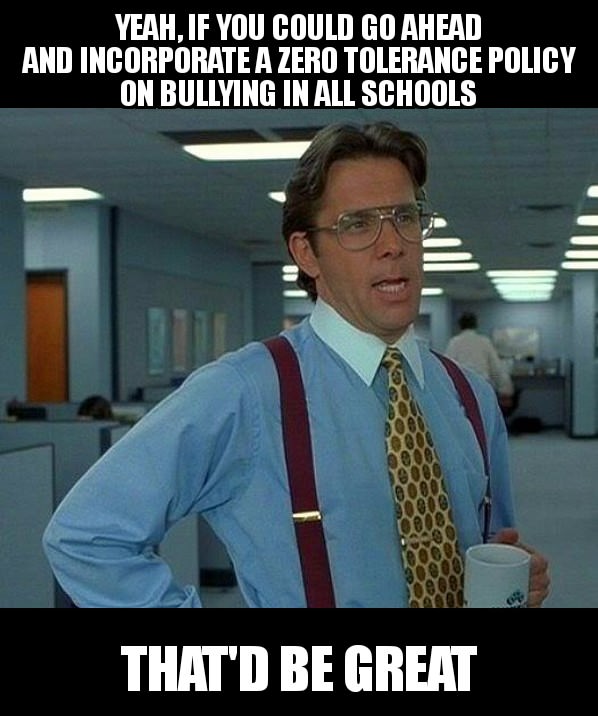 YEAH, IF YOU COULD GO AHEAD
AND INCORPORATE A ZERO TOLERANCE POLICY
ON BULLYING IN ALL SCHOOLS
THAT'D BE GREAT